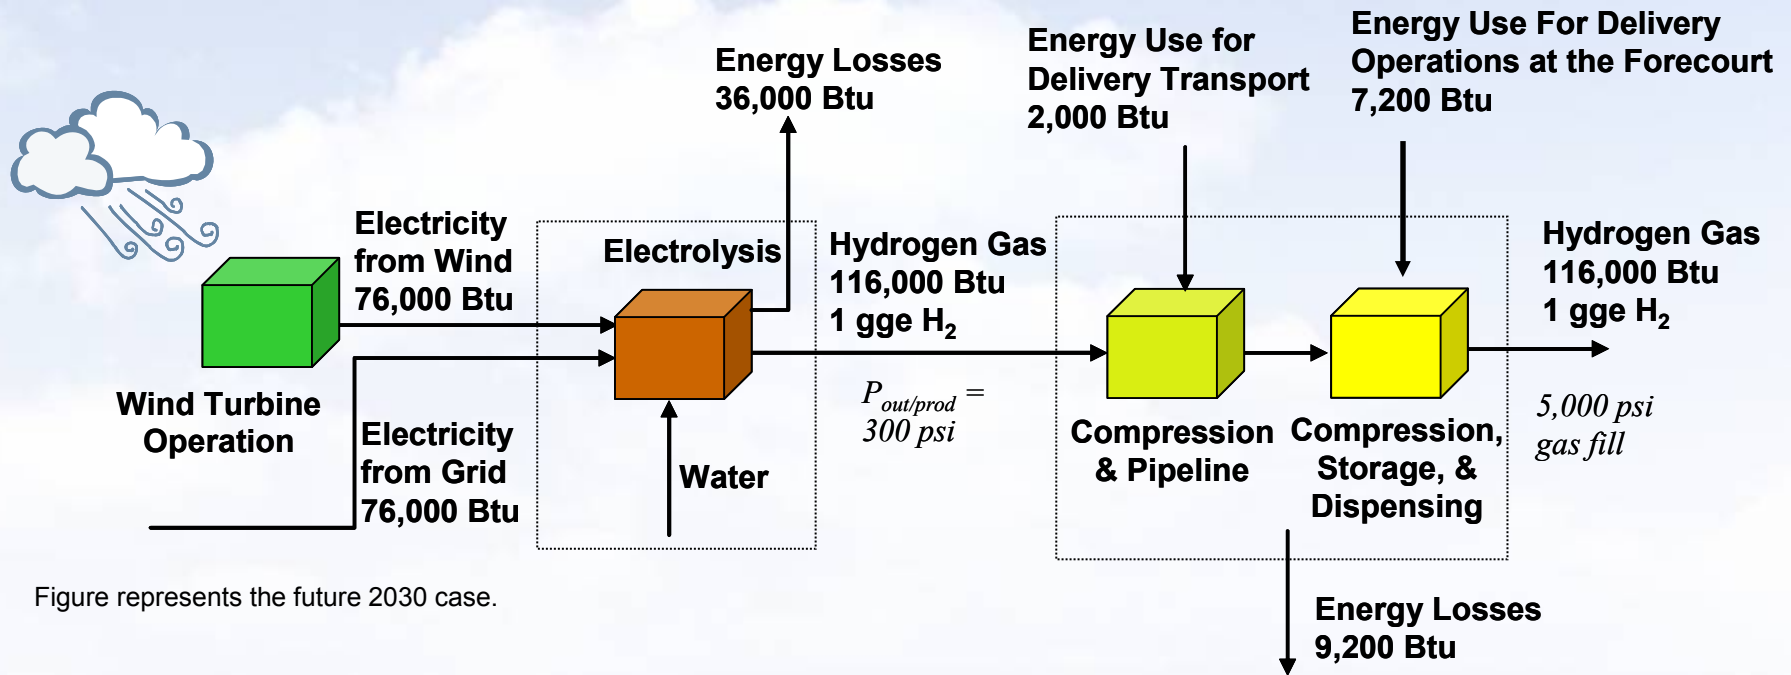 Energy Losses
36,000 Btu
Energy Use for
Delivery Transport
2,000 Btu
Energy Use For Delivery
Operations at the Forecourt
7,200 Btu
Electricity
from Wind
76,000 Btu
Electrolysis
Hydrogen Gas
116,000 Btu
1 gge H2
Hydrogen Gas
116,000 Btu
1 gge H2
Wind Turbine
Operation
Electricity
from Grid
76,000 Btu
Water
Pout/prod =
300 psi
Compression
& Pipeline
Compression,
Storage, &
Dispensing
5,000 psi
gas fill
Figure represents the future 2030 case.
Energy Losses
9,200 Btu